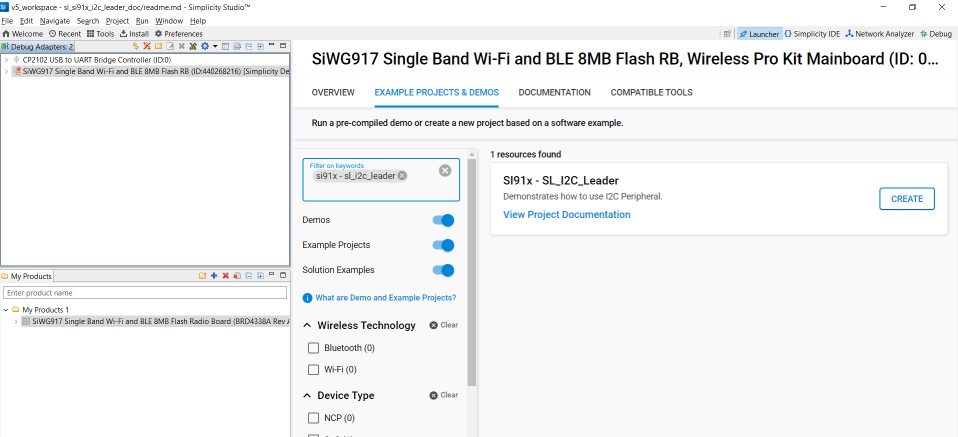 v5_workspace - sl_si91x_i2c_leader_doc/readme.md - Simplicity Studio™
File Edit Navigate Search Project Run Window Help
Welcome Recent Tools Install Preferences
Launcher {} Simplicity IDE Network Analyzer Debug
Debug Adapters: 2
CP2102 USB to UART Bridge Controller (ID:0)
SiWG917 Single Band Wi-Fi and BLE 8MB Flash RB (ID:440268216) [Simplicity De
My Products
Enter product name
My Products 1
SiWG917 Single Band Wi-Fi and BLE 8MB Flash Radio Board (BRD4338A Rev A
SiWG917 Single Band Wi-Fi and BLE 8MB Flash RB, Wireless Pro Kit Mainboard (ID: 0...
OVERVIEW EXAMPLE PROJECTS & DEMOS DOCUMENTATION COMPATIBLE TOOLS
Run a pre-compiled demo or create a new project based on a software example.
Filter on keywords
si91x - sl_i2c_leader
Demos
Example Projects
Solution Examples
What are Demo and Example Projects?
Wireless Technology Clear
Bluetooth (0)
Wi-Fi (0)
Device Type Clear
NCP (0)
1 resources found
SI91x - SL_I2C_Leader
Demonstrates how to use I2C Peripheral.
View Project Documentation
CREATE